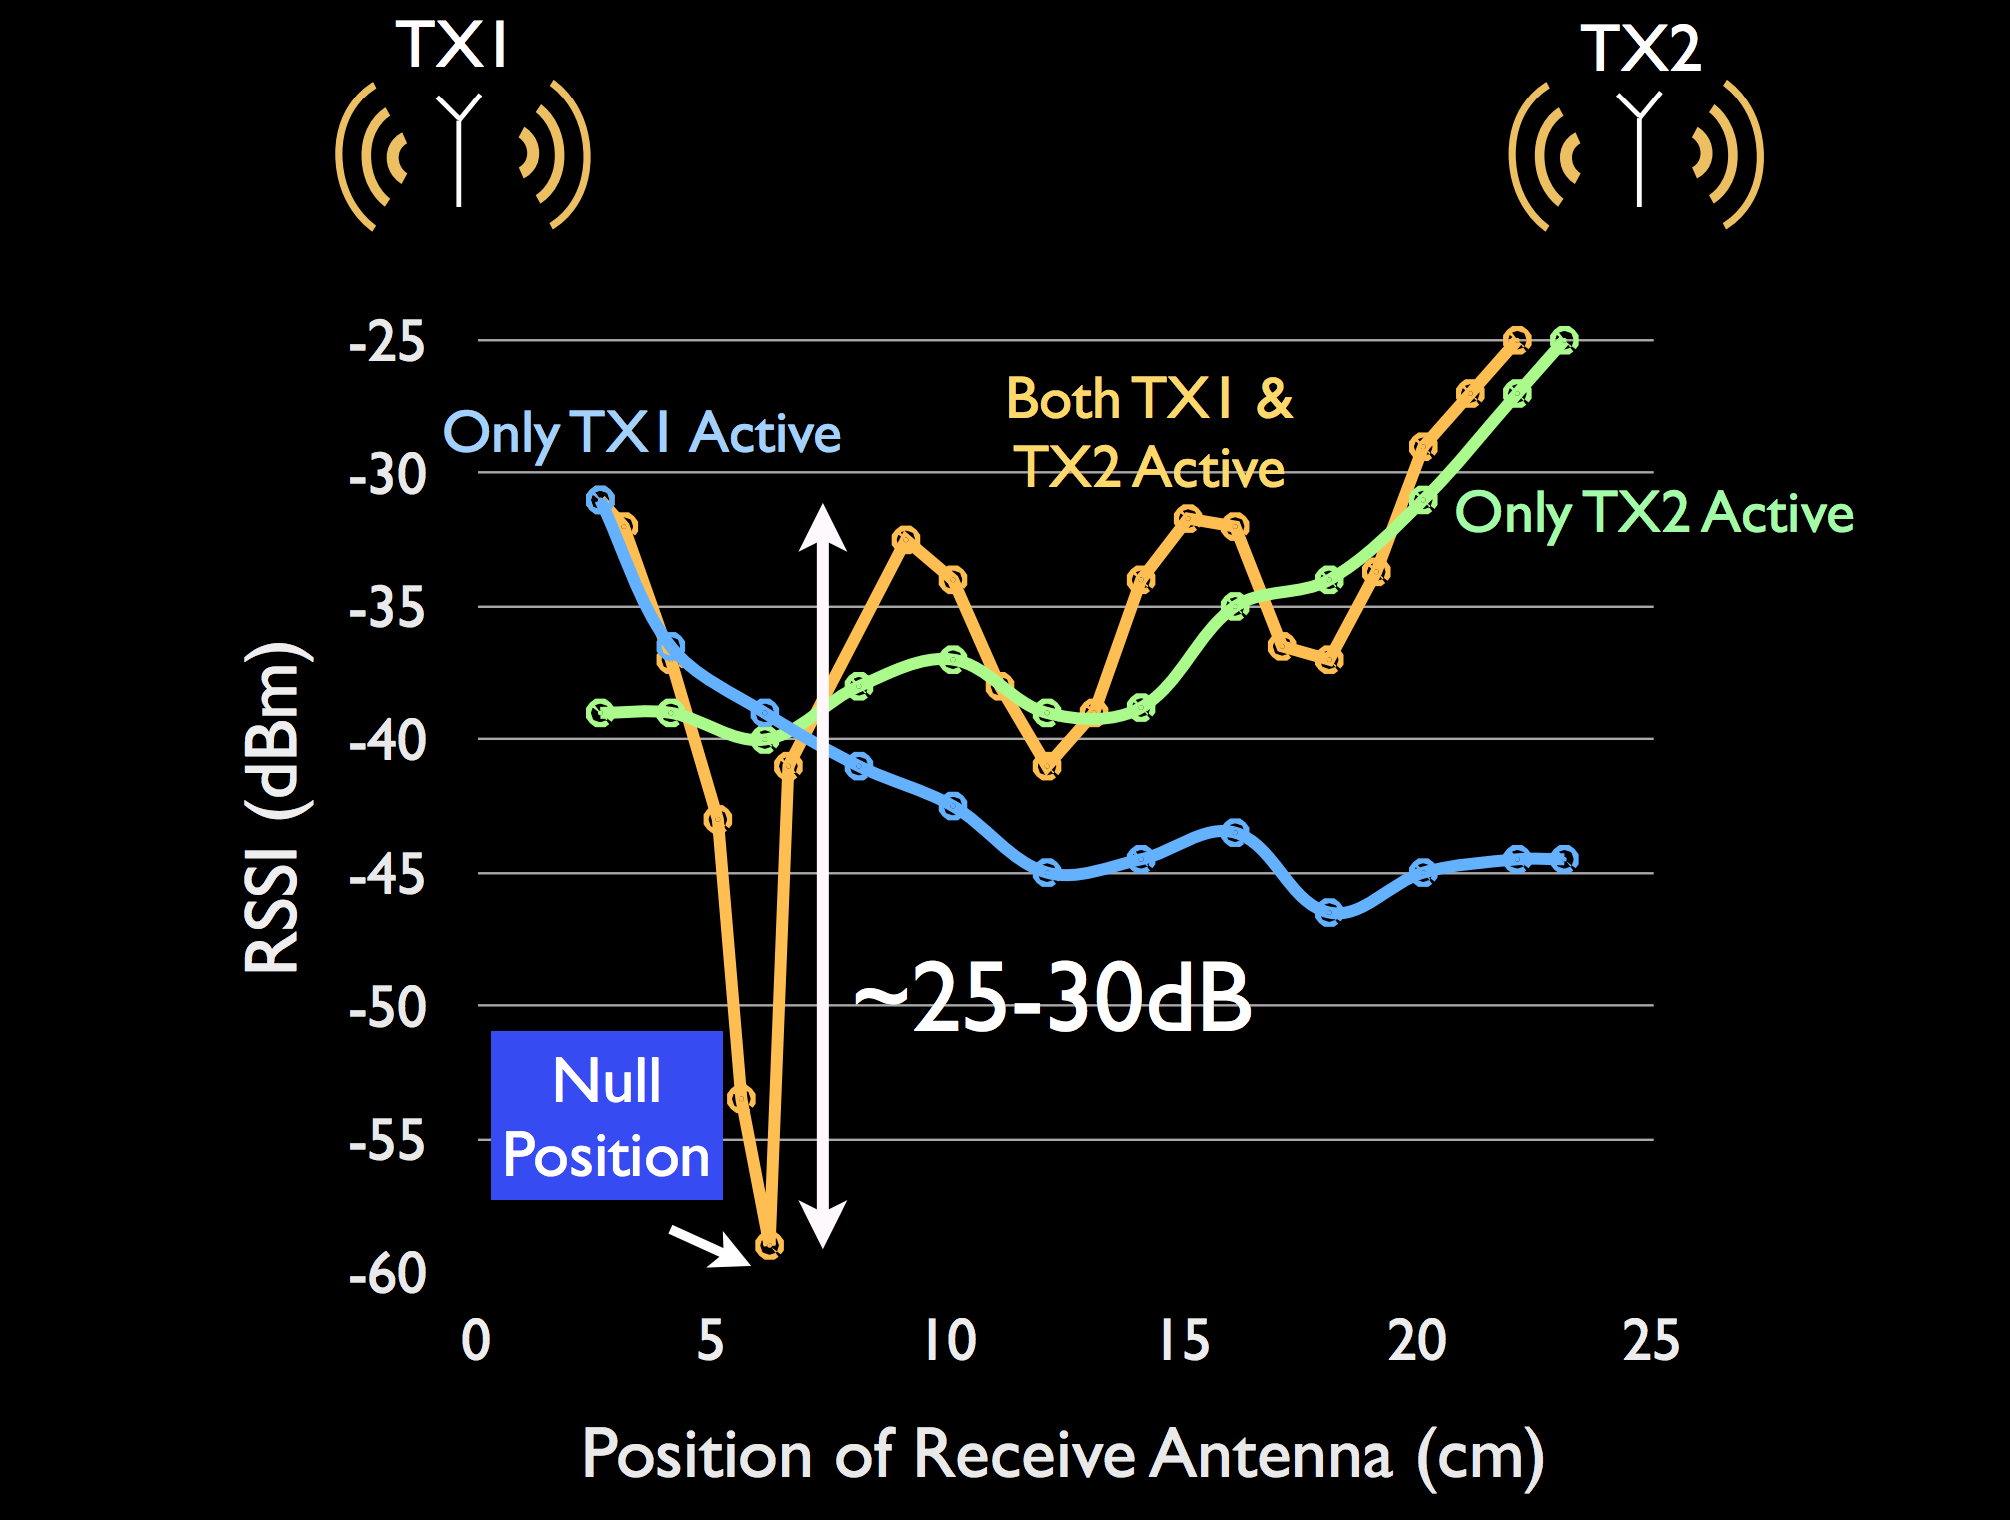 TX1
TX2
-25
Only TX1 Active
Both TX1 &
TX2 Active
-30
Only TX2 Active
-35
RSSI (dBm)
-40
-45
~25-30dB
-50
Null
Position
-55
-60
0 5 10 15 20 25
Position of Receive Antenna (cm)